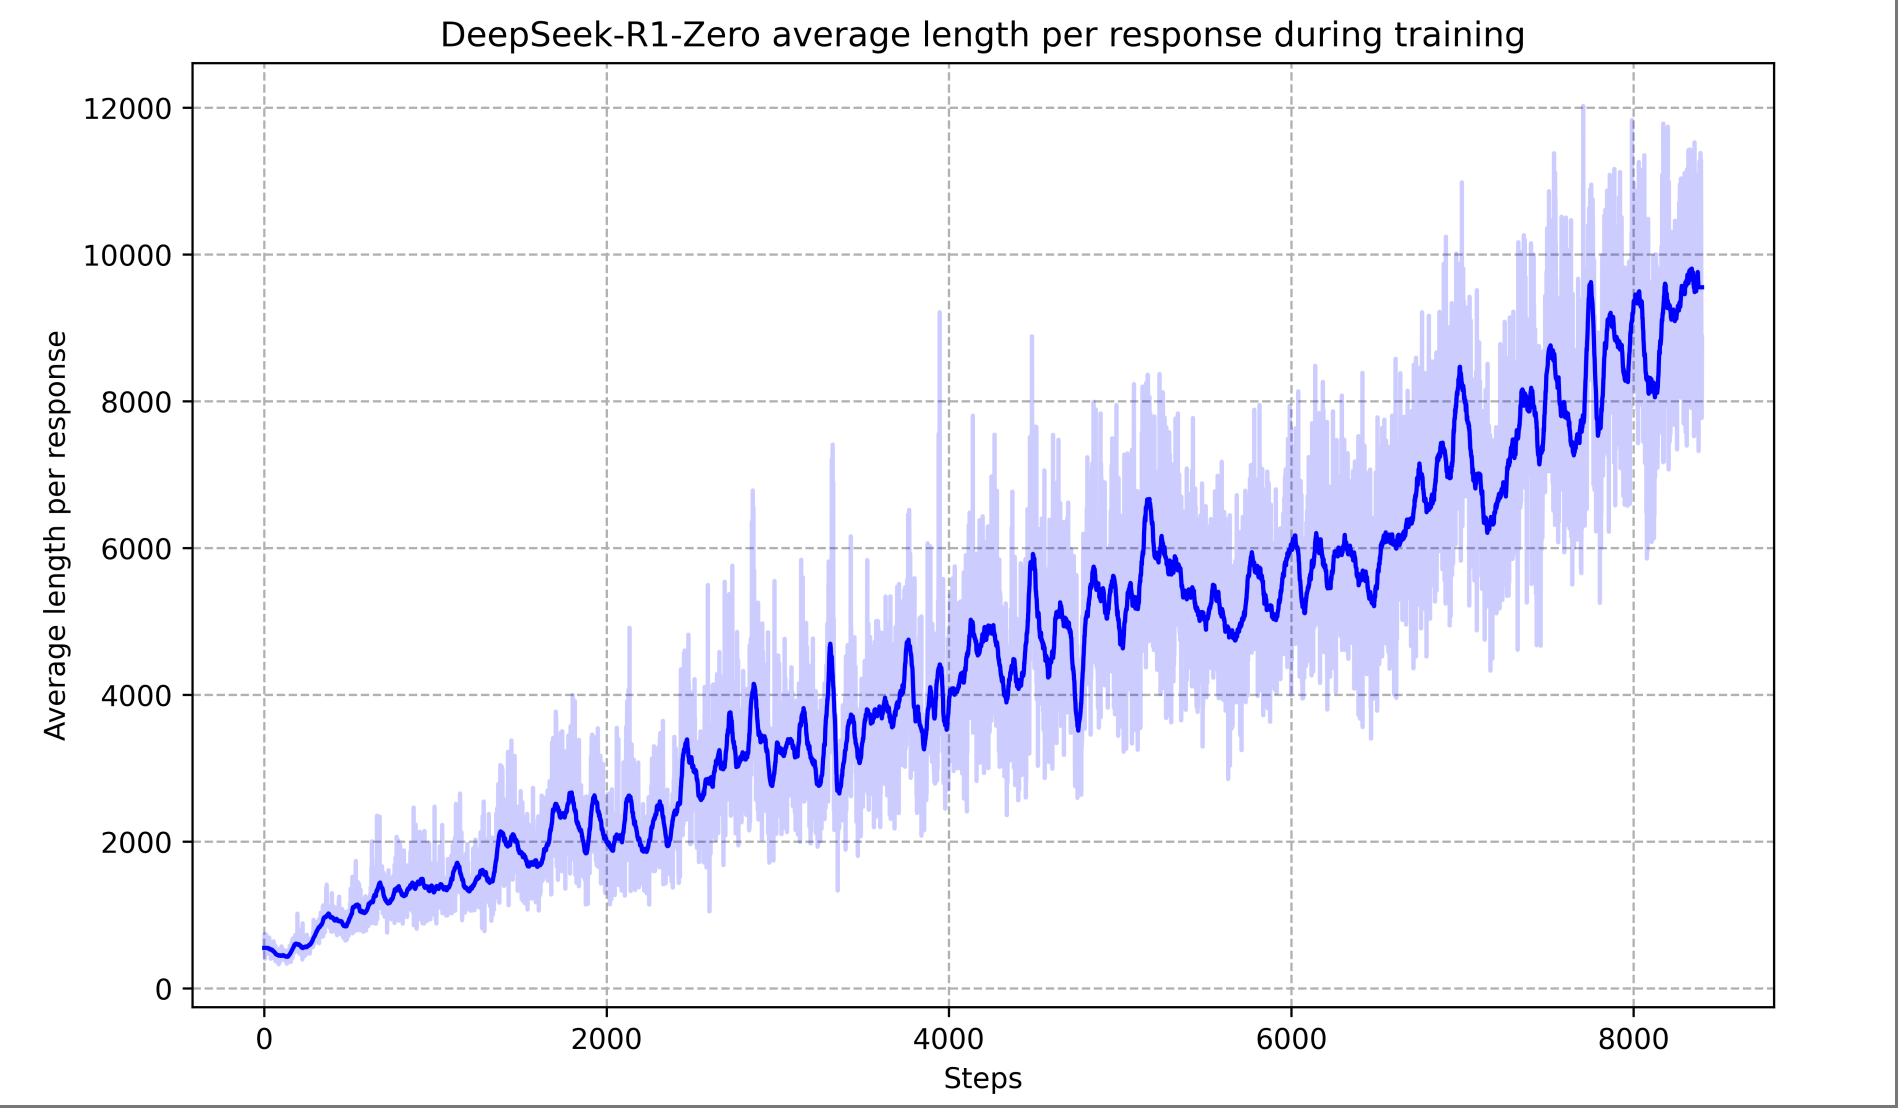 DeepSeek-R1-Zero average length per response during training
12000
10000
8000
6000
4000
2000
0
Average length per response
0 2000 4000 6000 8000
Steps